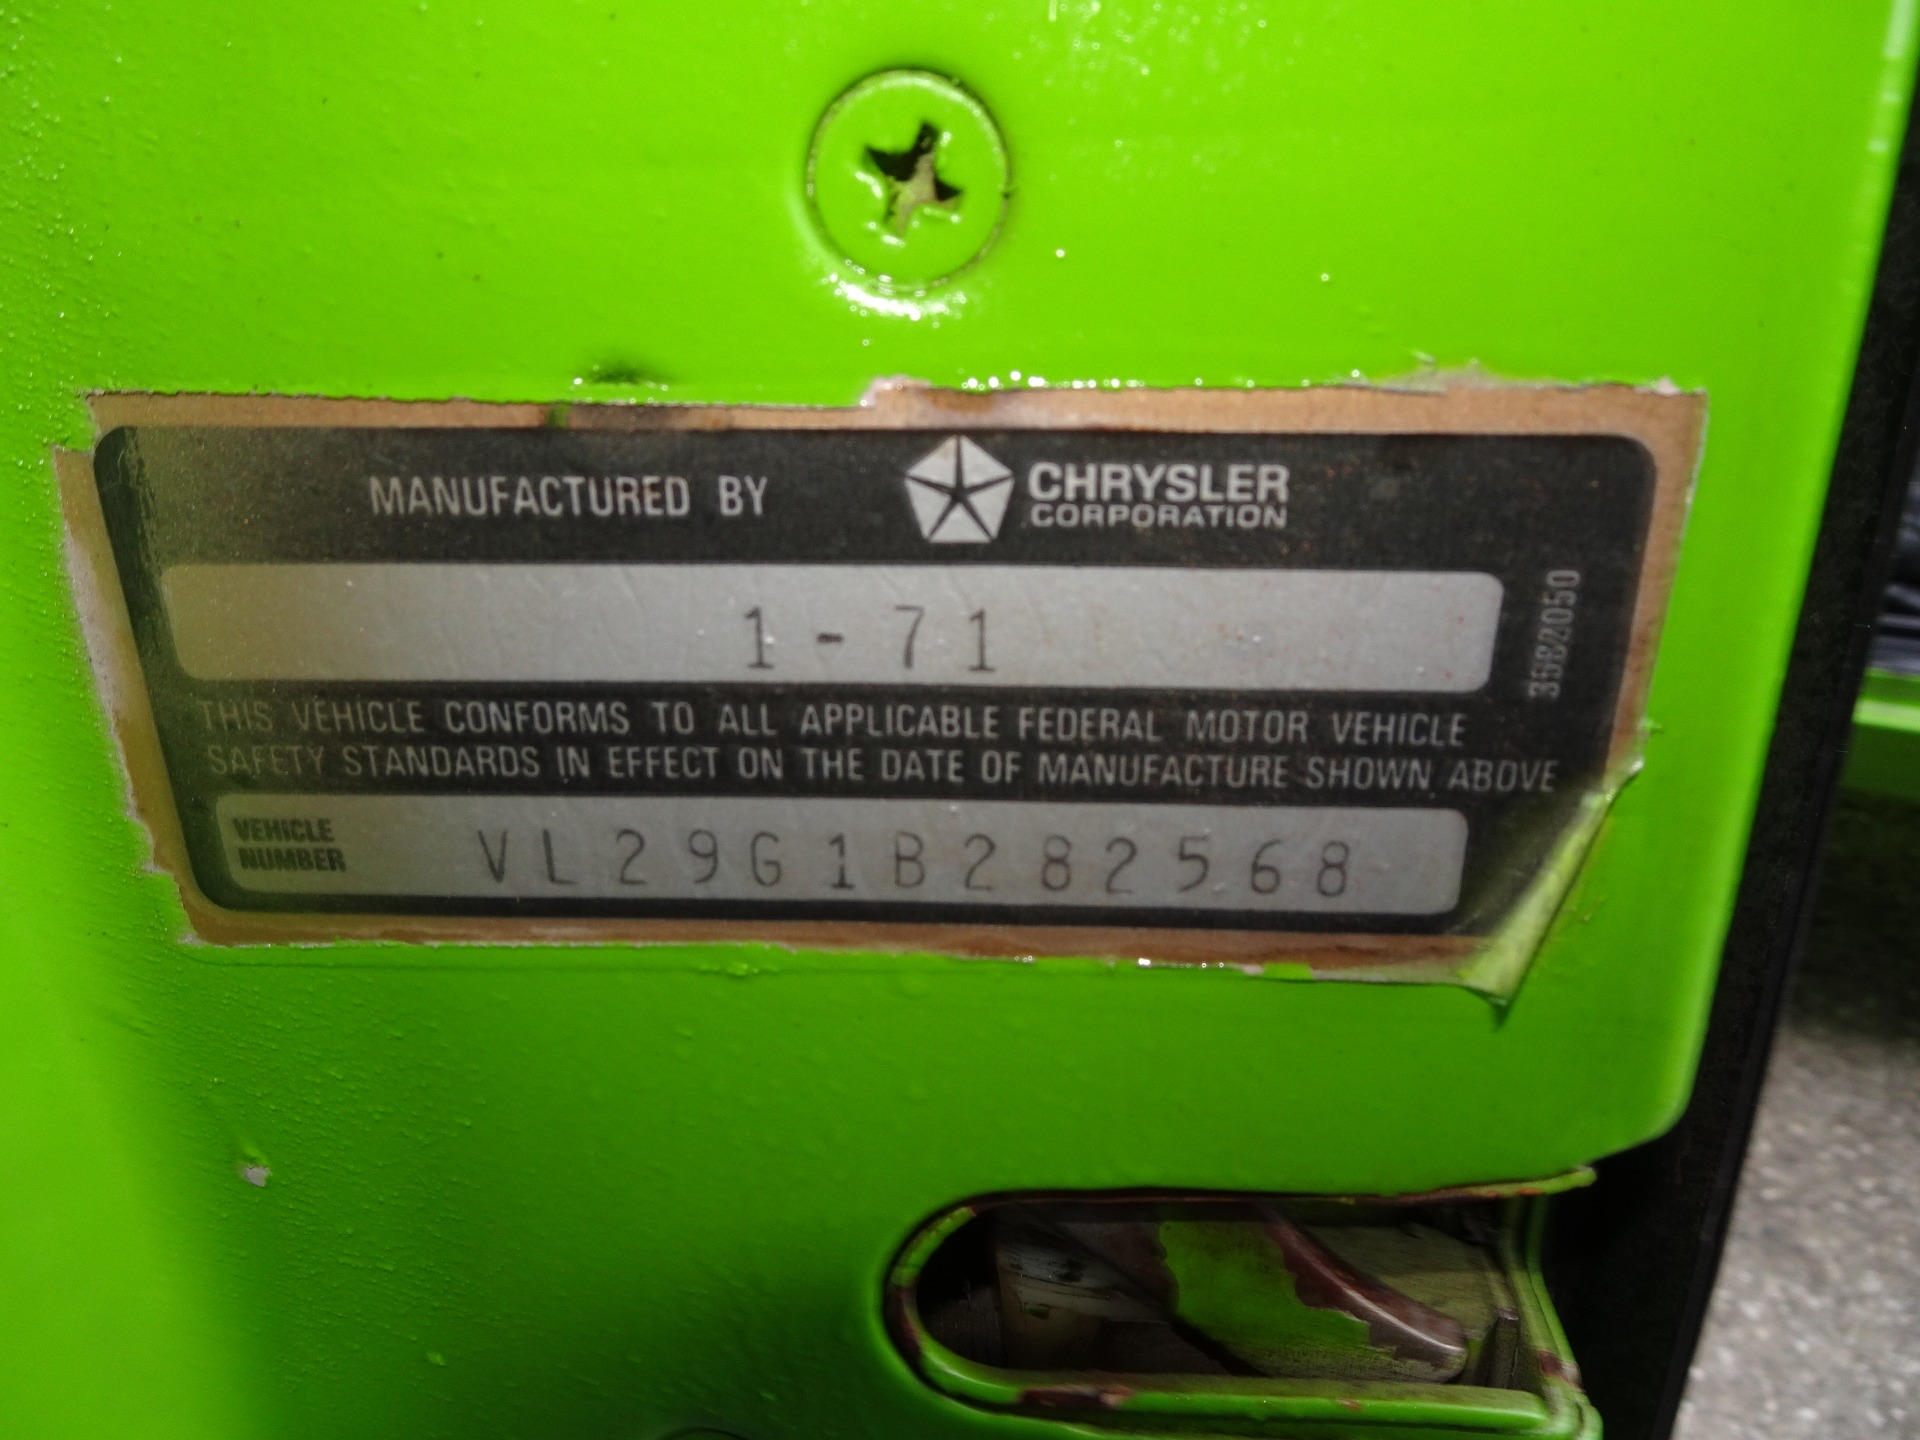 MANUFACTURED BY CHRYSLER
CORPORATION
1-71
THIS VEHICLE CONFORMS TO ALL APPLICABLE FEDERAL MOTOR VEHICLE
SAFETY STANDARDS IN EFFECT ON THE DATE OF MANUFACTURE SHOWN ABOVE
VEHICLE
NUMBER
VL29G1B282568